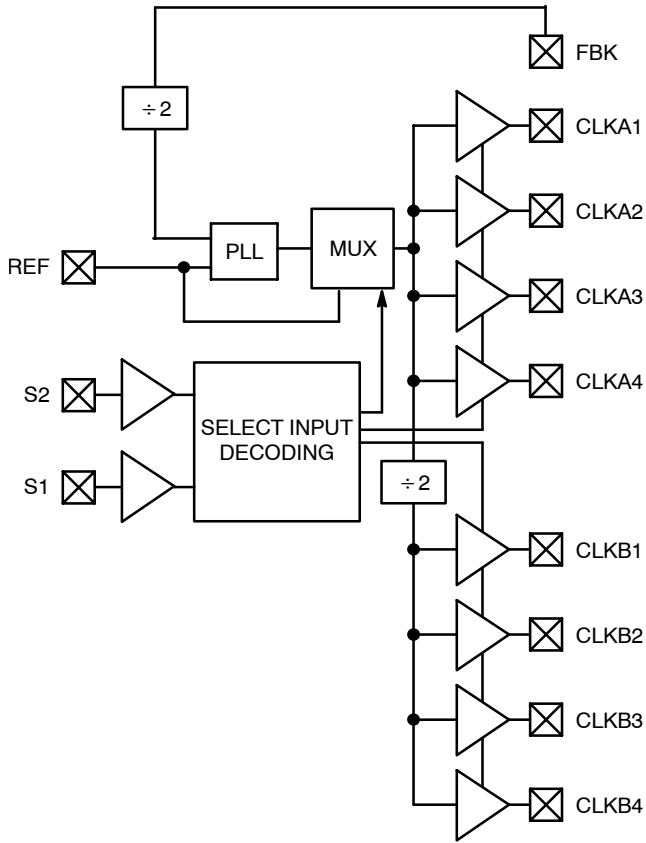 FBK
÷2
CLKA1
CLKA2
PLL
MUX
REF
CLKA3
CLKA4
S2
SELECT INPUT
DECODING
S1
÷2
CLKB1
CLKB2
CLKB3
CLKB4